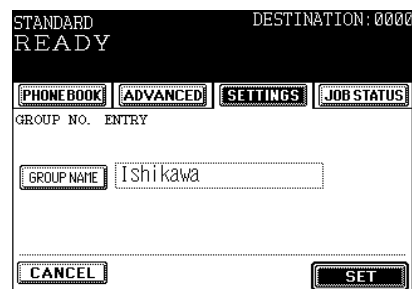 STANDARD DESTINATION:0000
READY
PHONEBOOK ADVANCED SETTINGS JOB STATUS
GROUP NO. ENTRY
GROUP NAME Ishikawa
CANCEL SET